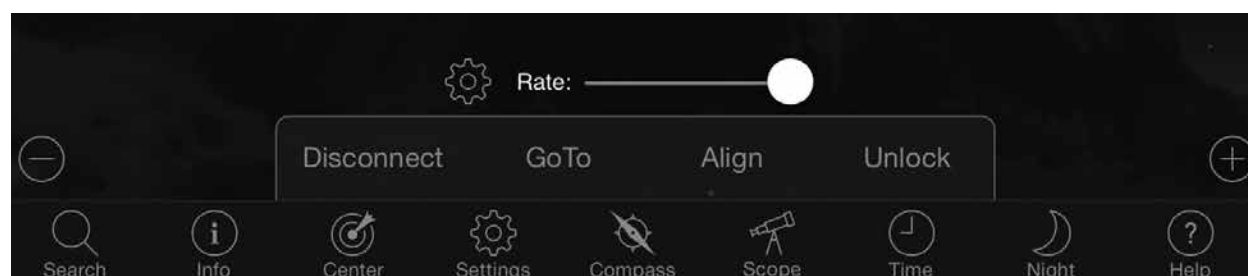 Rate:
Disconnect GoTo Align Unlock
Search Info Center Settings Compass Scope Time Night Help